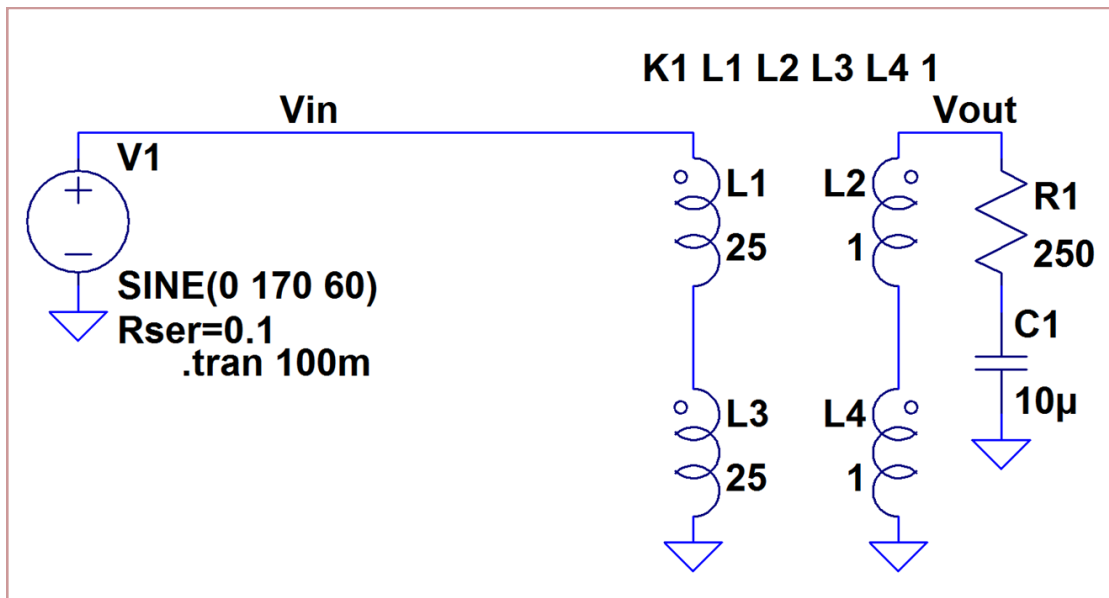 K1 L1 L2 L3 L4 1
Vin
Vout
V1
+
−
SINE(0 170 60)
Rser=0.1
.tran 100m
L1
25
L2
1
R1
250
L3
25
L4
1
C1
10µ